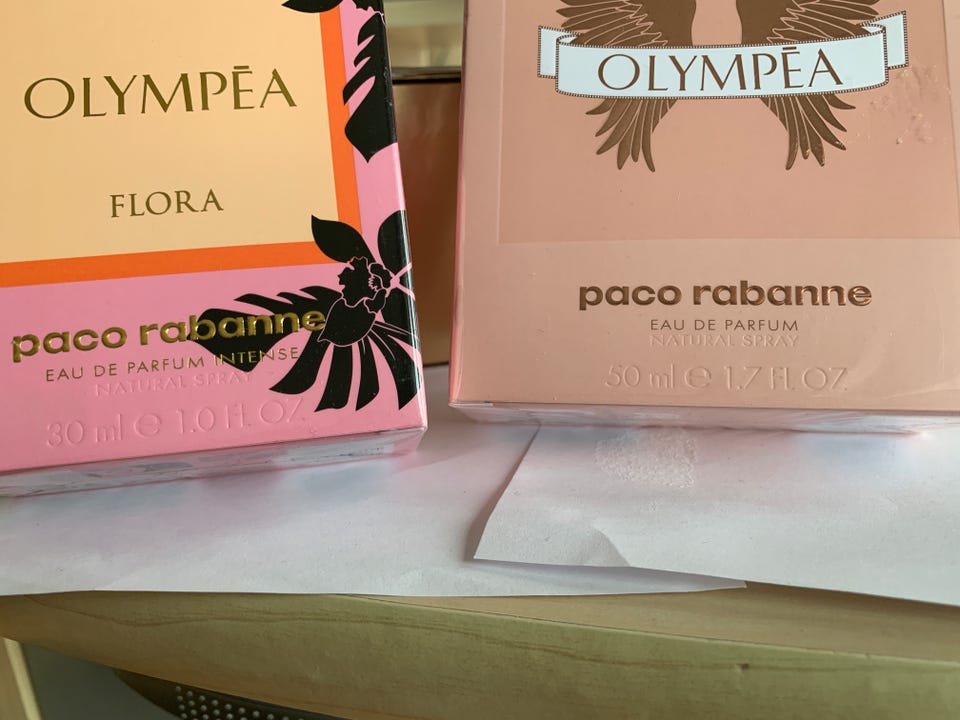 OLYMPĒA
FLORA
paco rabanne
EAU DE PARFUM INTENSE
NATURAL SPRAY
30 ml e 1.0 FL. OZ.
OLYMPĒA
paco rabanne
EAU DE PARFUM
NATURAL SPRAY
50 ml e 1.7 FL. OZ.